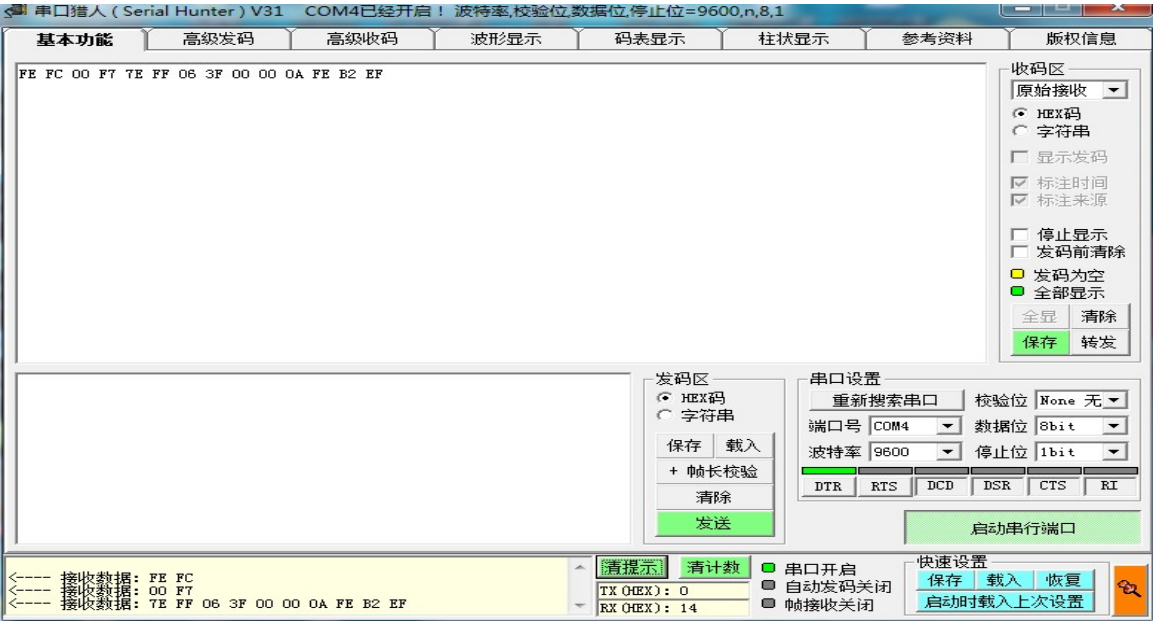 串口猎人 ( Serial Hunter ) V31 COM4已经开启！ 波特率,校验位,数据位,停止位=9600,n,8,1
基本功能 高级发码 高级收码 波形显示 码表显示 柱状显示 参考资料 版权信息
FE FC 00 F7 7E FF 06 3F 00 00 0A FE B2 EF
收码区
原始接收
HEX码
字符串
显示发码
标注时间
标注来源
停止显示
发码前清除
发码为空
全部显示
全显 清除
保存 转发
发码区
HEX码
字符串
保存 载入
+ 帧长校验
清除
发送
串口设置
重新搜索串口 校验位 None 无
端口号 COM4 数据位 8bit
波特率 9600 停止位 1bit
DTR RTS DCD DSR CTS RI
启动串行端口
<---- 接收数据: FE FC
<---- 接收数据: 00 F7
<---- 接收数据: 7E FF 06 3F 00 00 0A FE B2 EF
清提示 清计数
TX(HEX): 0
RX(HEX): 14
串口开启
自动发码关闭
帧接收关闭
快速设置
保存 载入 恢复
启动时载入上次设置